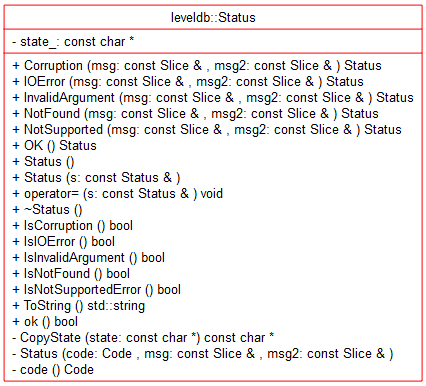 leveldb::Status
- state_: const char *
+ Corruption (msg: const Slice & , msg2: const Slice & ) Status
+ IOError (msg: const Slice & , msg2: const Slice & ) Status
+ InvalidArgument (msg: const Slice & , msg2: const Slice & ) Status
+ NotFound (msg: const Slice & , msg2: const Slice & ) Status
+ NotSupported (msg: const Slice & , msg2: const Slice & ) Status
+ OK () Status
+ Status ()
+ Status (s: const Status & )
+ operator= (s: const Status & ) void
+ ~Status ()
+ IsCorruption () bool
+ IsIOError () bool
+ IsInvalidArgument () bool
+ IsNotFound () bool
+ IsNotSupportedError () bool
+ ToString () std::string
+ ok () bool
- CopyState (state: const char *) const char *
- Status (code: Code , msg: const Slice & , msg2: const Slice & )
- code () Code